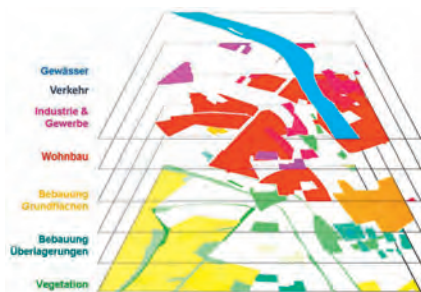 Gewässer
Verkehr
Industrie &
Gewerbe
Wohnbau
Bebauung
Grundflächen
Bebauung
Überlagerungen
Vegetation